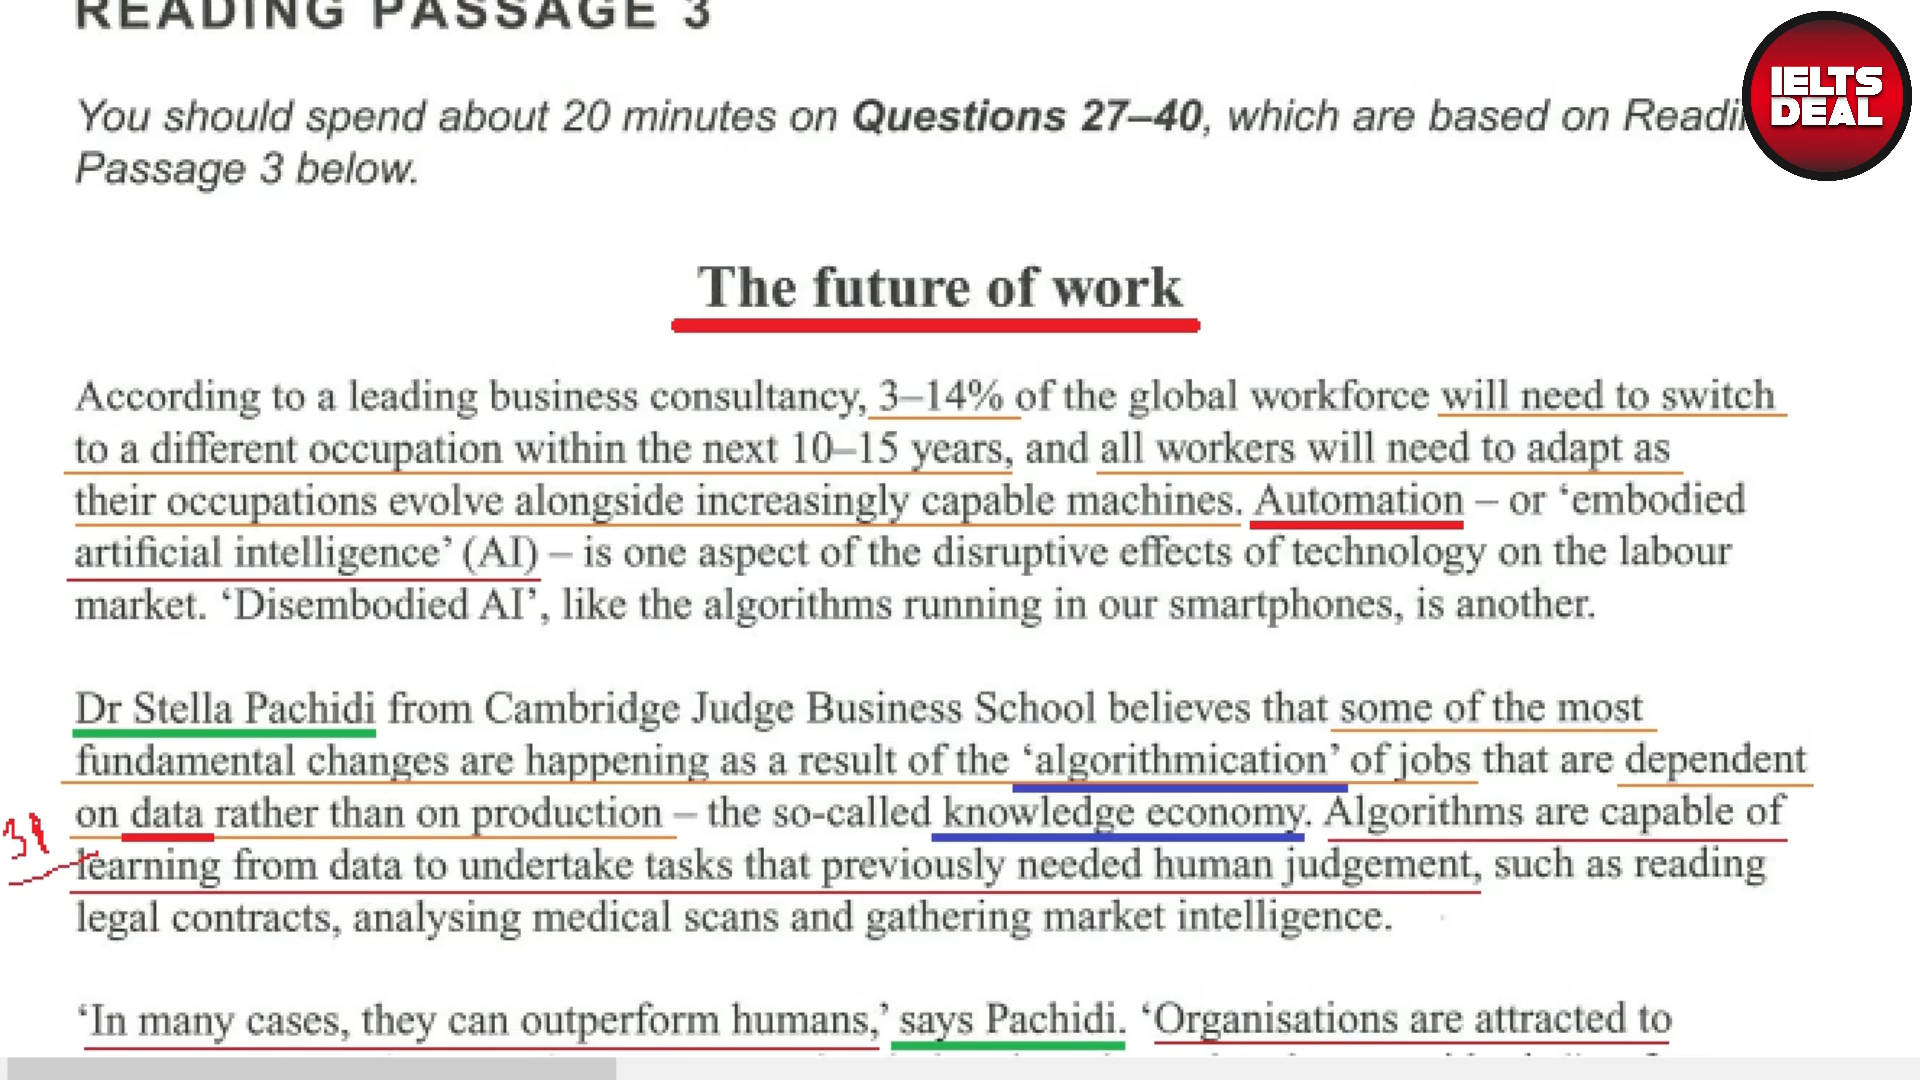 READING PASSAGE 3
IELTS
DEAL
You should spend about 20 minutes on Questions 27–40, which are based on
Passage 3 below.
The future of work
According to a leading business consultancy, 3–14% of the global workforce will need to switch
to a different occupation within the next 10–15 years, and all workers will need to adapt as
their occupations evolve alongside increasingly capable machines. Automation – or ‘embodied
artificial intelligence’ (AI) – is one aspect of the disruptive effects of technology on the labour
market. ‘Disembodied AI’, like the algorithms running in our smartphones, is another.
Dr Stella Pachidi from Cambridge Judge Business School believes that some of the most
fundamental changes are happening as a result of the ‘algorithmication’ of jobs that are dependent
on data rather than on production – the so-called knowledge economy. Algorithms are capable of
learning from data to undertake tasks that previously needed human judgement, such as reading
legal contracts, analysing medical scans and gathering market intelligence.
‘In many cases, they can outperform humans,’ says Pachidi. ‘Organisations are attracted to